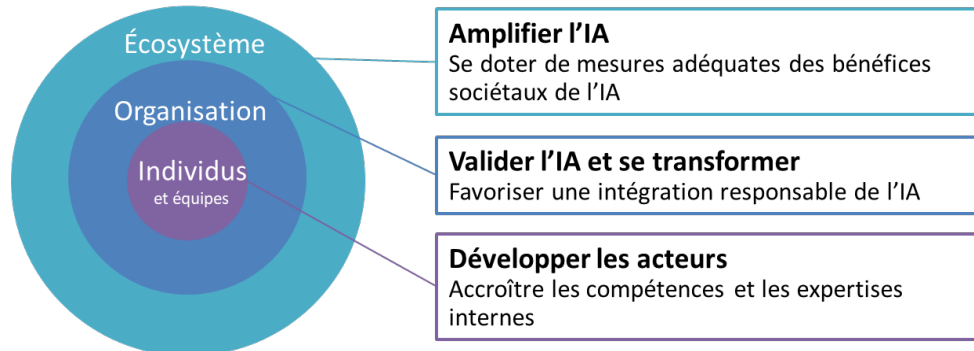 Écosystème
Organisation
Individus
et équipes
Amplifier l’IA
Se doter de mesures adéquates des bénéfices
sociétaux de l’IA
Valider l’IA et se transformer
Favoriser une intégration responsable de l’IA
Développer les acteurs
Accroître les compétences et les expertises
internes